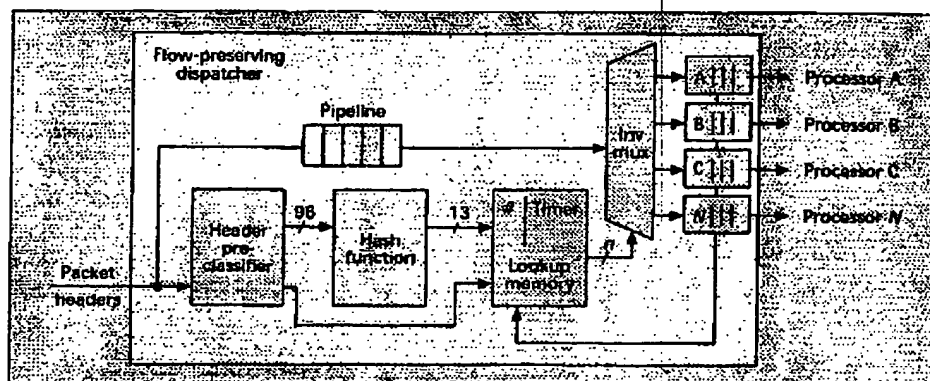 Flow-preserving
dispatcher
Pipeline
Inv
mux
A
B
C
N
Processor A
Processor B
Processor C
Processor N
Packet
headers
Header
pre-
classifier
96
Hash
function
13
Timer
Lookup
memory
n